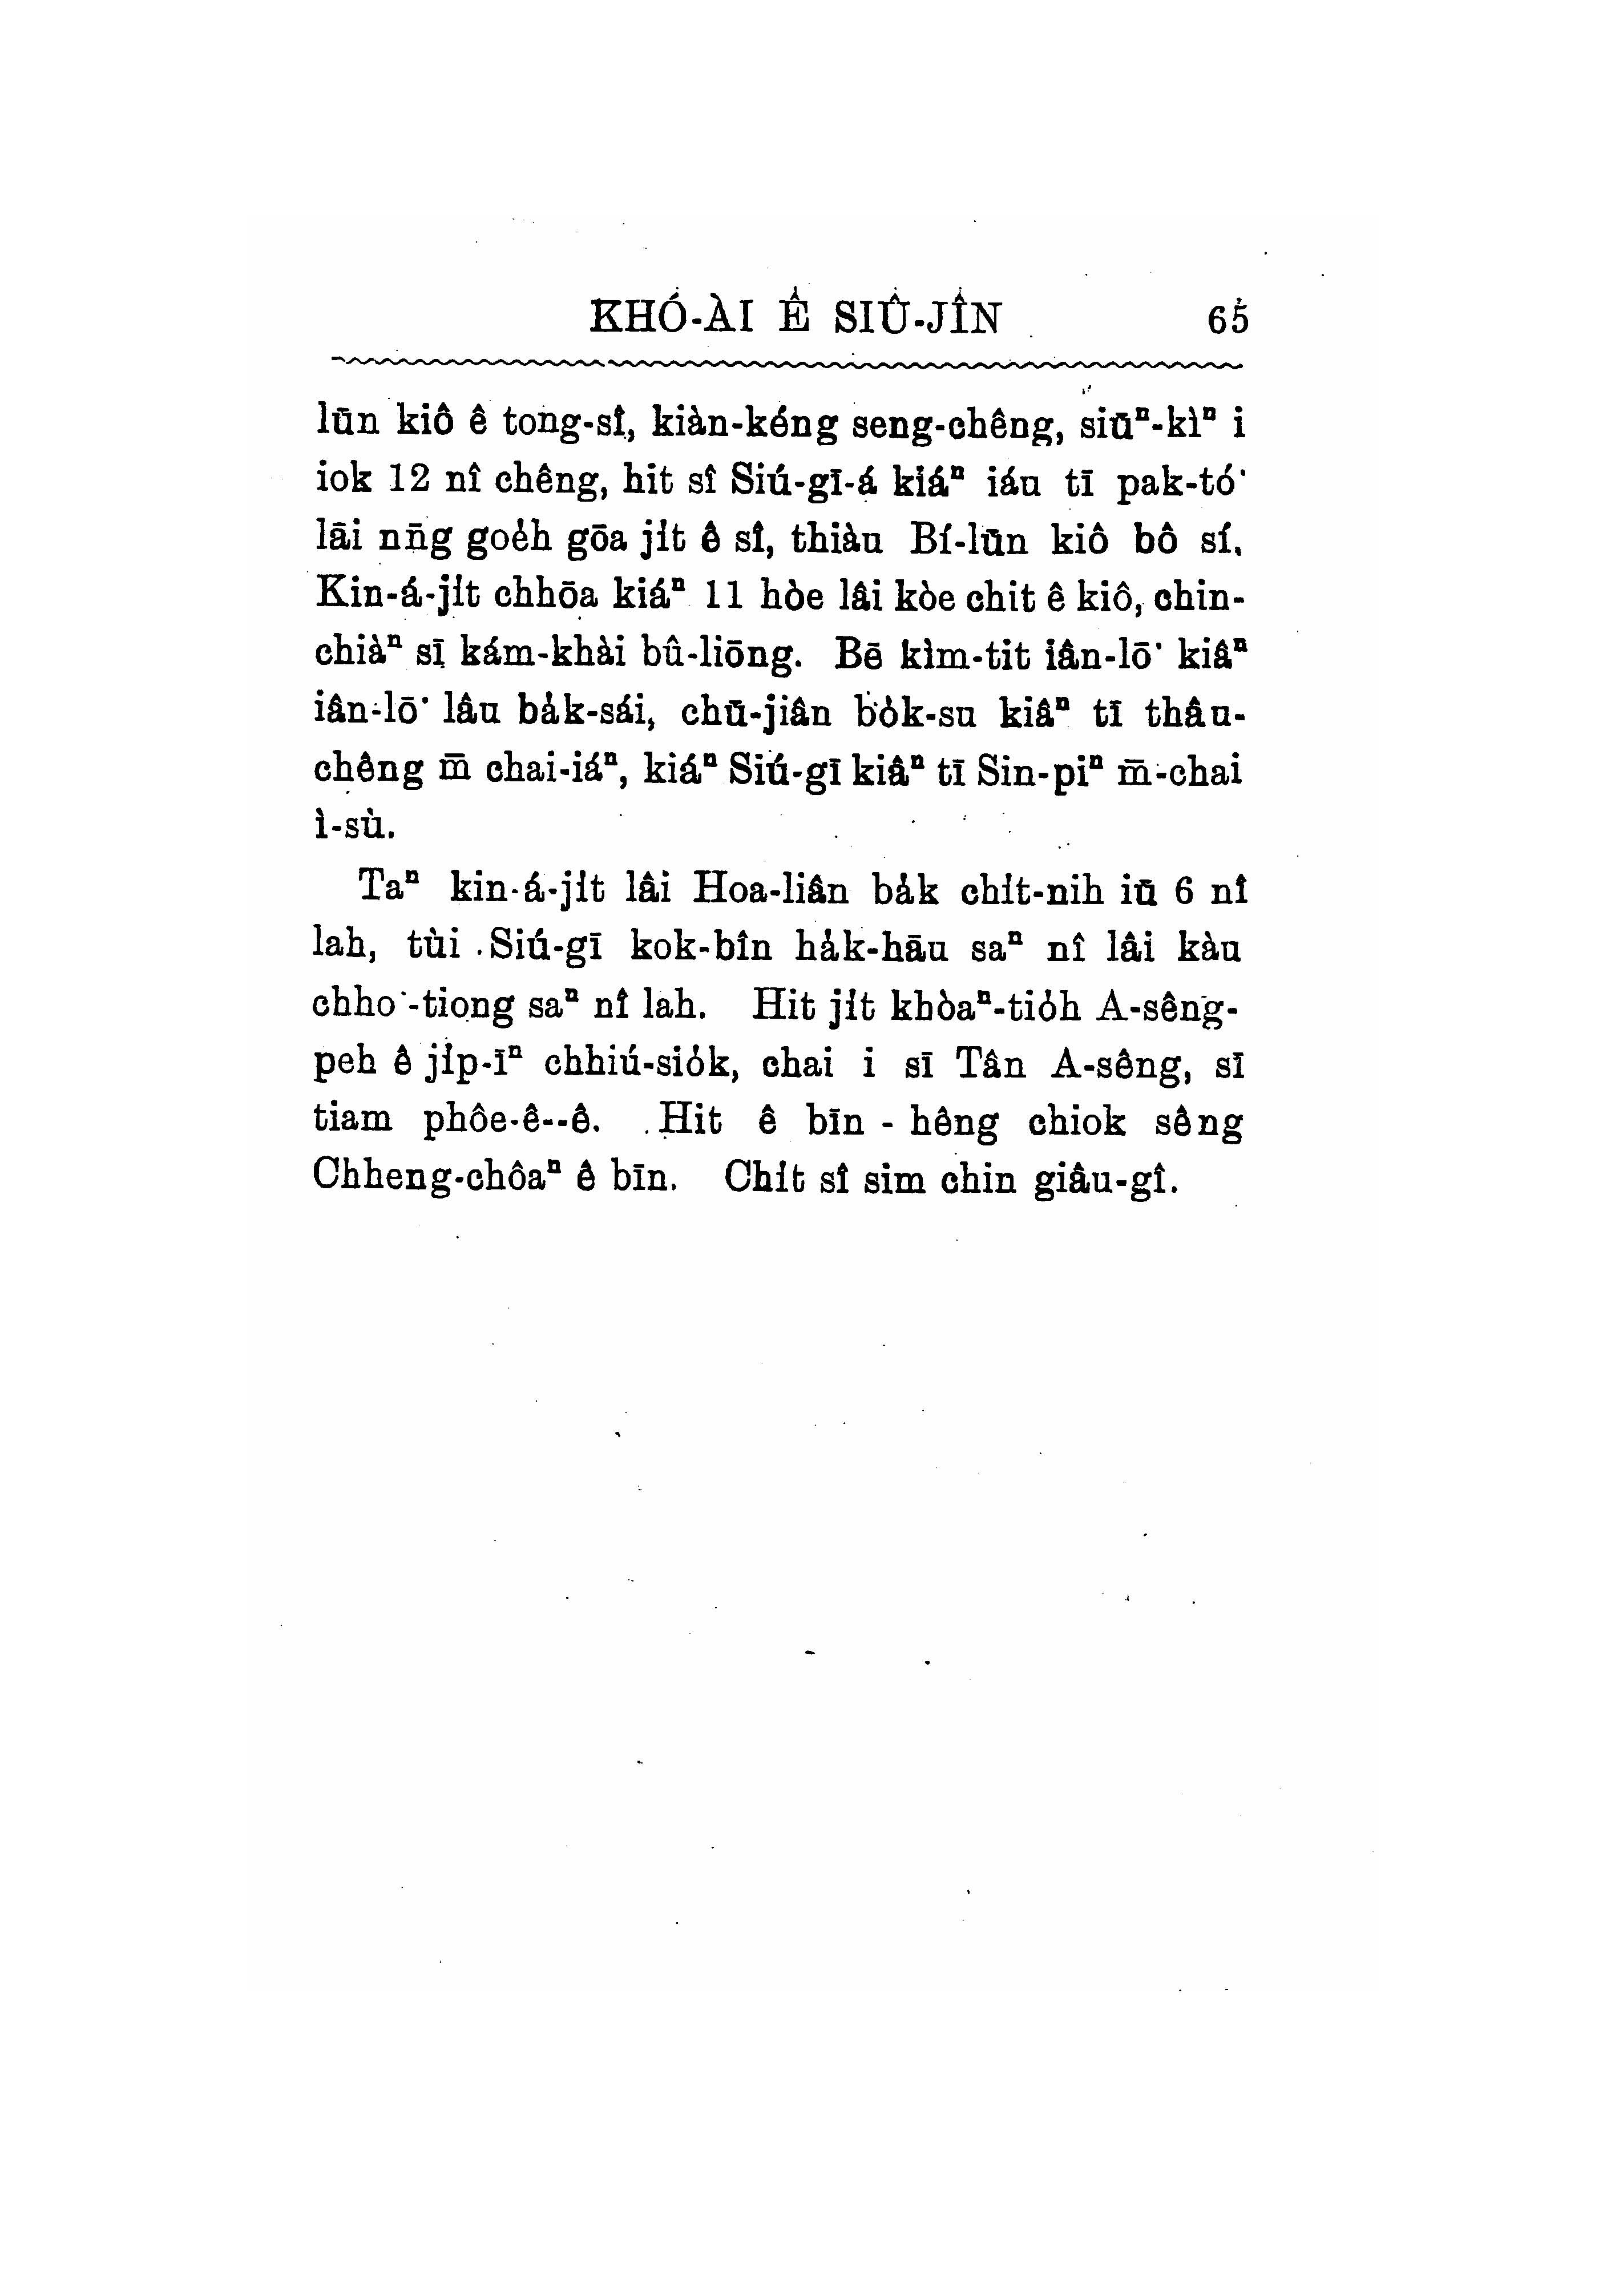 KHÓ-ÀI Ê SIÛ-JÎN 65
lūn kiô ê tong-sî, kiàn-kéng seng-chêng, siūⁿ-kìⁿ i
iok 12 nî chêng, hit sî Siú-gī-á kiáⁿ iáu tī pak-tó͘
lāi nn̄g goe̍h gōa ji̍t ê sî, thiàu Bí-lūn kiô bô sí.
Kin-á-ji̍t chhōa kiáⁿ 11 hòe lâi kòe chit ê kiô, chin-
chiàⁿ sī kám-khài bû-liōng. Bē kìm-tit iân-lō͘ kiâⁿ
iân-lō͘ lâu ba̍k-sái, chū-jiân bo̍k-su kiâⁿ tī thâu-
chêng m̄ chai-iáⁿ, kiáⁿ Siú-gī kiâⁿ tī Sin-piⁿ m̄-chai
ì-sù.
Taⁿ kin-á-ji̍t lâi Hoa-liân ba̍k chi̍t-nih iū 6 nî
lah, tùi Siú-gī kok-bîn ha̍k-hāu saⁿ nî lâi kàu
chho͘-tiong saⁿ nî lah. Hit ji̍t khòaⁿ-tio̍h A-sêng-
peh ê ji̍p-īⁿ chhiú-sio̍k, chai i sī Tân A-sêng, sī
tiam phôe-ê--ê. Hit ê bīn - hêng chiok sêng
Chheng-chôaⁿ ê bīn. Chi̍t sî sim chin giâu-gî.